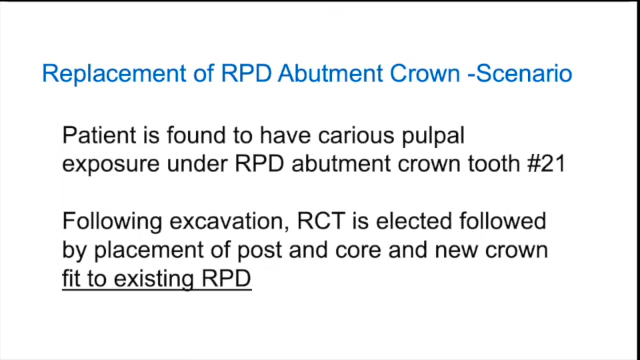 Replacement of RPD Abutment Crown -Scenario
Patient is found to have carious pulpal
exposure under RPD abutment crown tooth #21
Following excavation, RCT is elected followed
by placement of post and core and new crown
fit to existing RPD